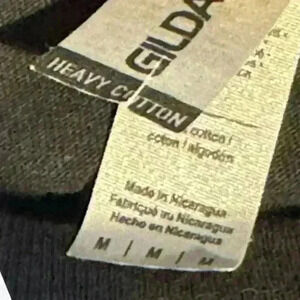 GILDA
HEAVY COTTON
cotton /
coton / algodón
Made in Nicaragua
Fabriqué au Nicaragua
Hecho en Nicaragua
M | M | M